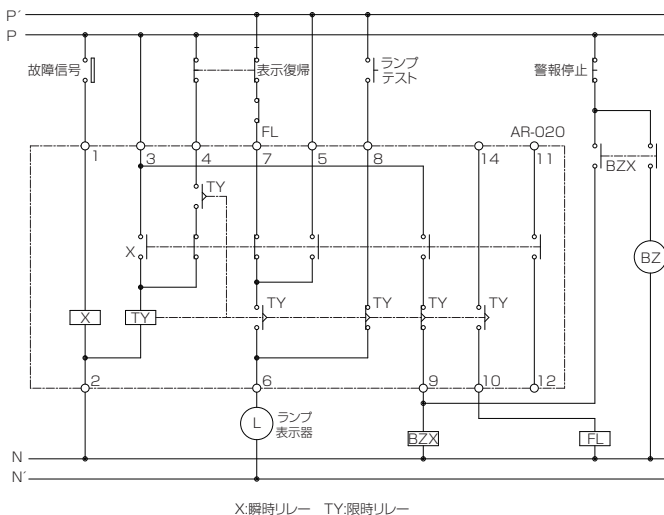 P´
P
故障信号
表示復帰
ランプ
テスト
警報停止
FL
AR-020
1
3
4
7
5
8
14
11
BZX
TY
X
BZ
TY
TY
TY
TY
X
TY
2
6
9
10
12
L
ランプ
表示器
BZX
FL
N
N´
X:瞬時リレー TY:限時リレー